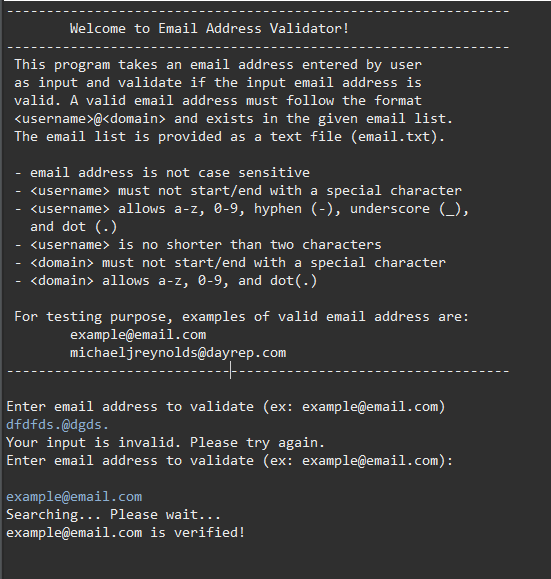 ----------------------------------------------------------------
Welcome to Email Address Validator!
----------------------------------------------------------------
This program takes an email address entered by user
as input and validate if the input email address is
valid. A valid email address must follow the format
<username>@<domain> and exists in the given email list.
The email list is provided as a text file (email.txt).
- email address is not case sensitive
- <username> must not start/end with a special character
- <username> allows a-z, 0-9, hyphen (-), underscore (_),
and dot (.)
- <username> is no shorter than two characters
- <domain> must not start/end with a special character
- <domain> allows a-z, 0-9, and dot(.)
For testing purpose, examples of valid email address are:
example@email.com
michaeljreynolds@dayrep.com
----------------------------------------------------------------
Enter email address to validate (ex: example@email.com)
dfdfds.@dgds.
Your input is invalid. Please try again.
Enter email address to validate (ex: example@email.com):
example@email.com
Searching... Please wait...
example@email.com is verified!